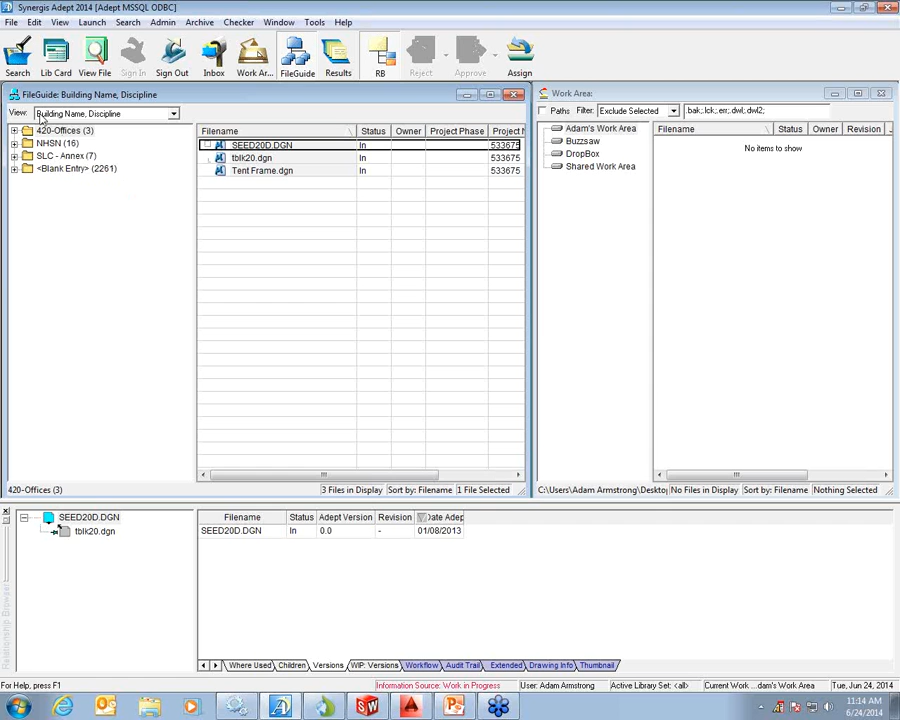 Synergis Adept 2014 [Adept MSSQL ODBC]
File Edit View Launch Search Admin Archive Checker Window Tools Help
Search Lib Card View File Sign In Sign Out Inbox Work Ar... FileGuide Results RB Reject Approve Assign
FileGuide: Building Name, Discipline
View: Building Name, Discipline
420-Offices (3)
NHSN (16)
SLC - Annex (7)
<Blank Entry> (2261)
Filename Status Owner Project Phase Project N
SEED20D.DGN In 533675
tblk20.dgn In 533675
Tent Frame.dgn In 533675
420-Offices (3) 3 Files in Display Sort by: Filename 1 File Selected
Work Area:
Paths Filter: Exclude Selected .bak;.lck;.err;.dwl;.dwl2;
Adam's Work Area
Buzzsaw
DropBox
Shared Work Area
Filename Status Owner Revision
No items to show
C:\Users\Adam Armstrong\Desktop No Files in Display Sort by: Filename Nothing Selected
Relationship Browser
SEED20D.DGN
tblk20.dgn
Filename Status Adept Version Revision Date Adep
SEED20D.DGN In 0.0 - 01/08/2013
Where Used Children Versions WIP: Versions Workflow Audit Trail Extended Drawing Info Thumbnail
For Help, press F1 Information Source: Work in Progress User: Adam Armstrong Active Library Set: <all> Current Work ...dam's Work Area Tue, Jun 24, 2014
11:14 AM
6/24/2014